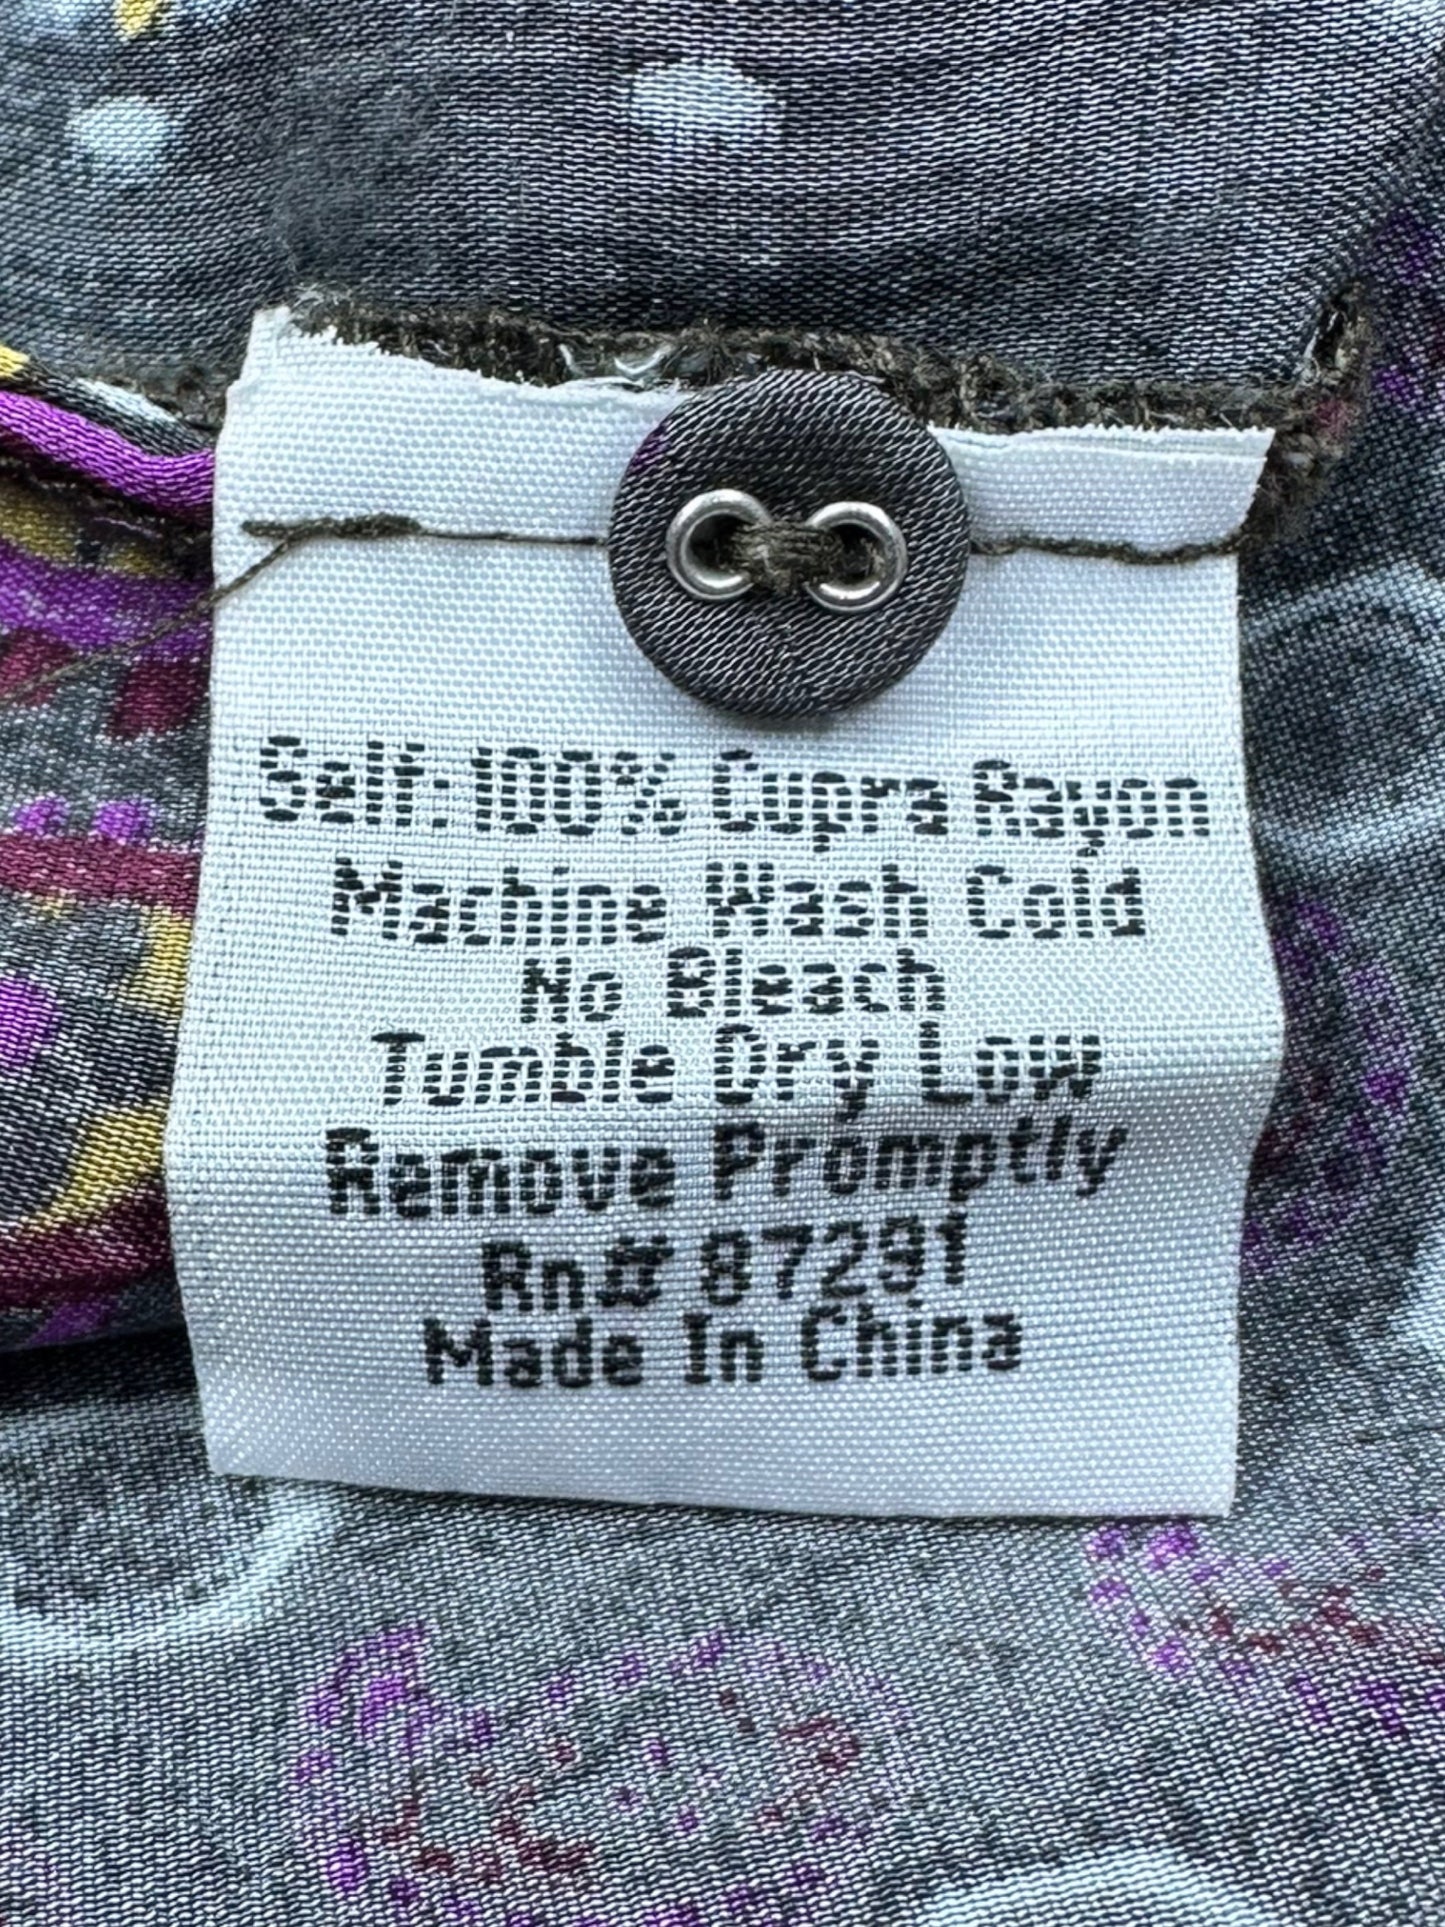 Self: 100% Cupra Rayon
Machine Wash Cold
No Bleach
Tumble Dry Low
Remove Promptly
Rn# 87291
Made In China